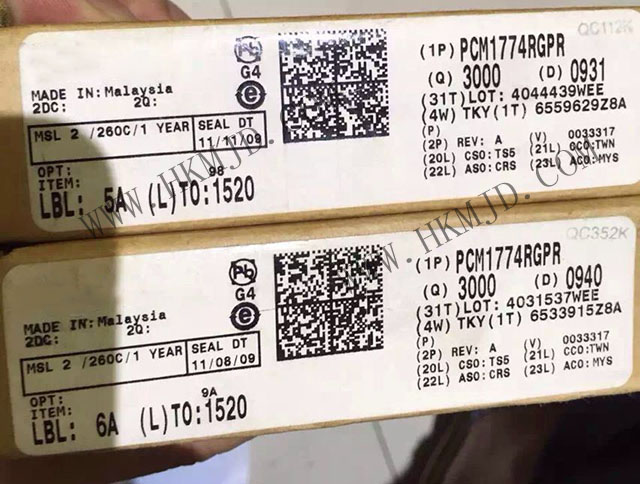 QC112K
(1P) PCM1774RGPR
(Q) 3000 (D) 0931
(31T) LOT: 4044439WEE
(4W) TKY(1T) 6559629Z8A
(P)
(2P) REV: A (V) 0033317
(20L) CSO:TS5 (21L) CCO:TWN
(22L) ASO:CRS (23L) ACO:MYS
Pb
G4
e
MADE IN:Malaysia
2DC: 2Q:
MSL 2 /260C/1 YEAR SEAL DT
11/11/09
OPT:
ITEM: 98
LBL: 5A (L)TO:1520
WWW.HKMJD.
WWW.HKMJD.COM
QC352K
(1P) PCM1774RGPR
(Q) 3000 (D) 0940
(31T) LOT: 4031537WEE
(4W) TKY(1T) 6533915Z8A
(P)
(2P) REV: A (V) 0033317
(20L) CSO:TS5 (21L) CCO:TWN
(22L) ASO:CRS (23L) ACO:MYS
Pb
G4
e
MADE IN:Malaysia
2DC: 2Q:
MSL 2 /260C/1 YEAR SEAL DT
11/08/09
OPT:
ITEM: 9A
LBL: 6A (L)TO:1520